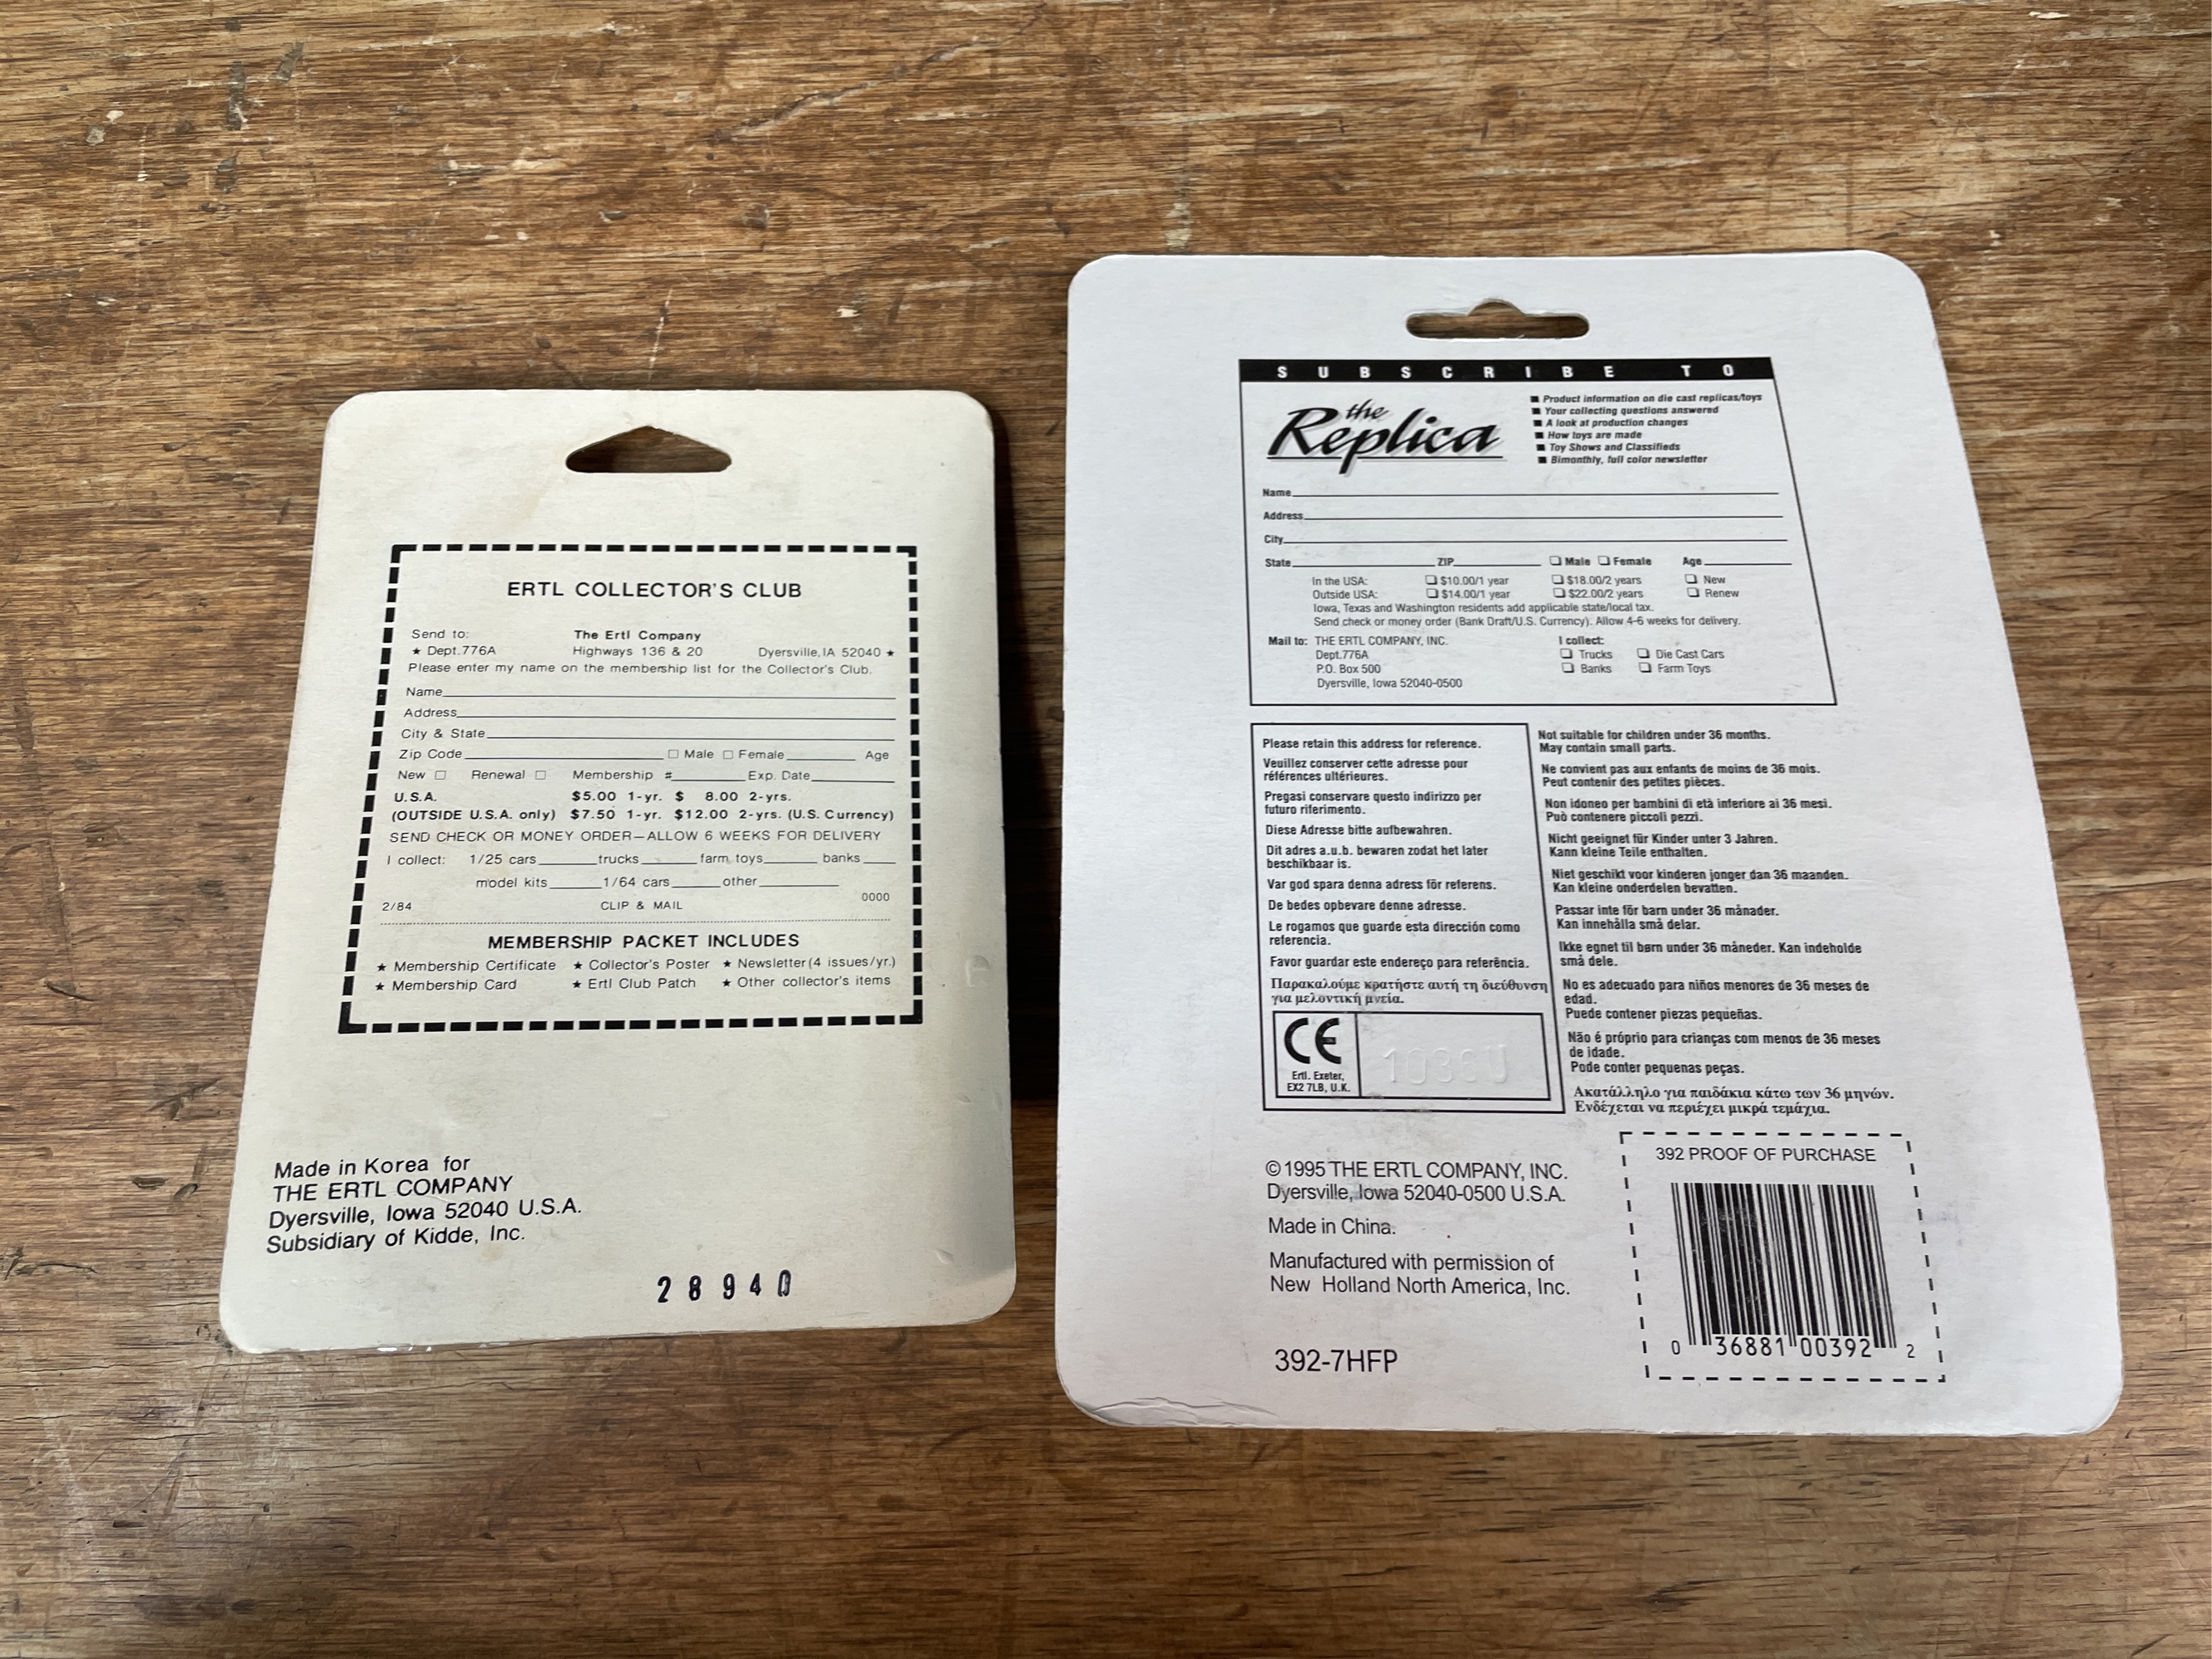 ERTL COLLECTOR'S CLUB
Send to: The Ertl Company
★ Dept.776A Highways 136 & 20 Dyersville, IA 52040 ★
Please enter my name on the membership list for the Collector's Club.
Name
Address
City & State
Zip Code ☐ Male ☐ Female Age
New ☐ Renewal ☐ Membership # Exp. Date
U.S.A. $5.00 1-yr. $ 8.00 2-yrs.
(OUTSIDE U.S.A. only) $7.50 1-yr. $12.00 2-yrs. (U.S. Currency)
SEND CHECK OR MONEY ORDER—ALLOW 6 WEEKS FOR DELIVERY
I collect: 1/25 cars trucks farm toys banks
model kits 1/64 cars other
0000
2/84 CLIP & MAIL
MEMBERSHIP PACKET INCLUDES
★ Membership Certificate ★ Collector's Poster ★ Newsletter (4 issues/yr.)
★ Membership Card ★ Ertl Club Patch ★ Other collector's items
Made in Korea for
THE ERTL COMPANY
Dyersville, Iowa 52040 U.S.A.
Subsidiary of Kidde, Inc.
28940
SUBSCRIBE TO
the
Replica
■ Product information on die cast replicas/toys
■ Your collecting questions answered
■ A look at production changes
■ How toys are made
■ Toy Shows and Classifieds
■ Bimonthly, full color newsletter
Name
Address
City
State ZIP ❏ Male ❏ Female Age
In the USA: ❏ $10.00/1 year ❏ $18.00/2 years ❏ New
Outside USA: ❏ $14.00/1 year ❏ $22.00/2 years ❏ Renew
Iowa, Texas and Washington residents add applicable state/local tax.
Send check or money order (Bank Draft/U.S. Currency). Allow 4-6 weeks for delivery.
Mail to: THE ERTL COMPANY, INC.
Dept.776A
P.O. Box 500
Dyersville, Iowa 52040-0500
I collect:
❏ Trucks ❏ Die Cast Cars
❏ Banks ❏ Farm Toys
Please retain this address for reference.
Veuillez conserver cette adresse pour
références ultérieures.
Pregasi conservare questo indirizzo per
futuro riferimento.
Diese Adresse bitte aufbewahren.
Dit adres a.u.b. bewaren zodat het later
beschikbaar is.
Var god spara denna adress för referens.
De bedes opbevare denne adresse.
Le rogamos que guarde esta dirección como
referencia.
Favor guardar este endereço para referência.
Παρακαλούμε κρατήστε αυτή τη διεύθυνση
για μελοντική μνεία.
CE
Ertl. Exeter,
EX2 7LB, U.K.
1036U
Not suitable for children under 36 months.
May contain small parts.
Ne convient pas aux enfants de moins de 36 mois.
Peut contenir des petites pièces.
Non idoneo per bambini di età inferiore ai 36 mesi.
Può contenere piccoli pezzi.
Nicht geeignet für Kinder unter 3 Jahren.
Kann kleine Teile enthalten.
Niet geschikt voor kinderen jonger dan 36 maanden.
Kan kleine onderdelen bevatten.
Passar inte för barn under 36 månader.
Kan innehålla små delar.
Ikke egnet til børn under 36 måneder. Kan indeholde
små dele.
No es adecuado para niños menores de 36 meses de
edad.
Puede contener piezas pequeñas.
Não é próprio para crianças com menos de 36 meses
de idade.
Pode conter pequenas peças.
Ακατάλληλο για παιδάκια κάτω των 36 μηνών.
Ενδέχεται να περιέχει μικρά τεμάχια.
© 1995 THE ERTL COMPANY, INC.
Dyersville, Iowa 52040-0500 U.S.A.
Made in China.
Manufactured with permission of
New Holland North America, Inc.
392-7HFP
392 PROOF OF PURCHASE
0 36881 00392 2